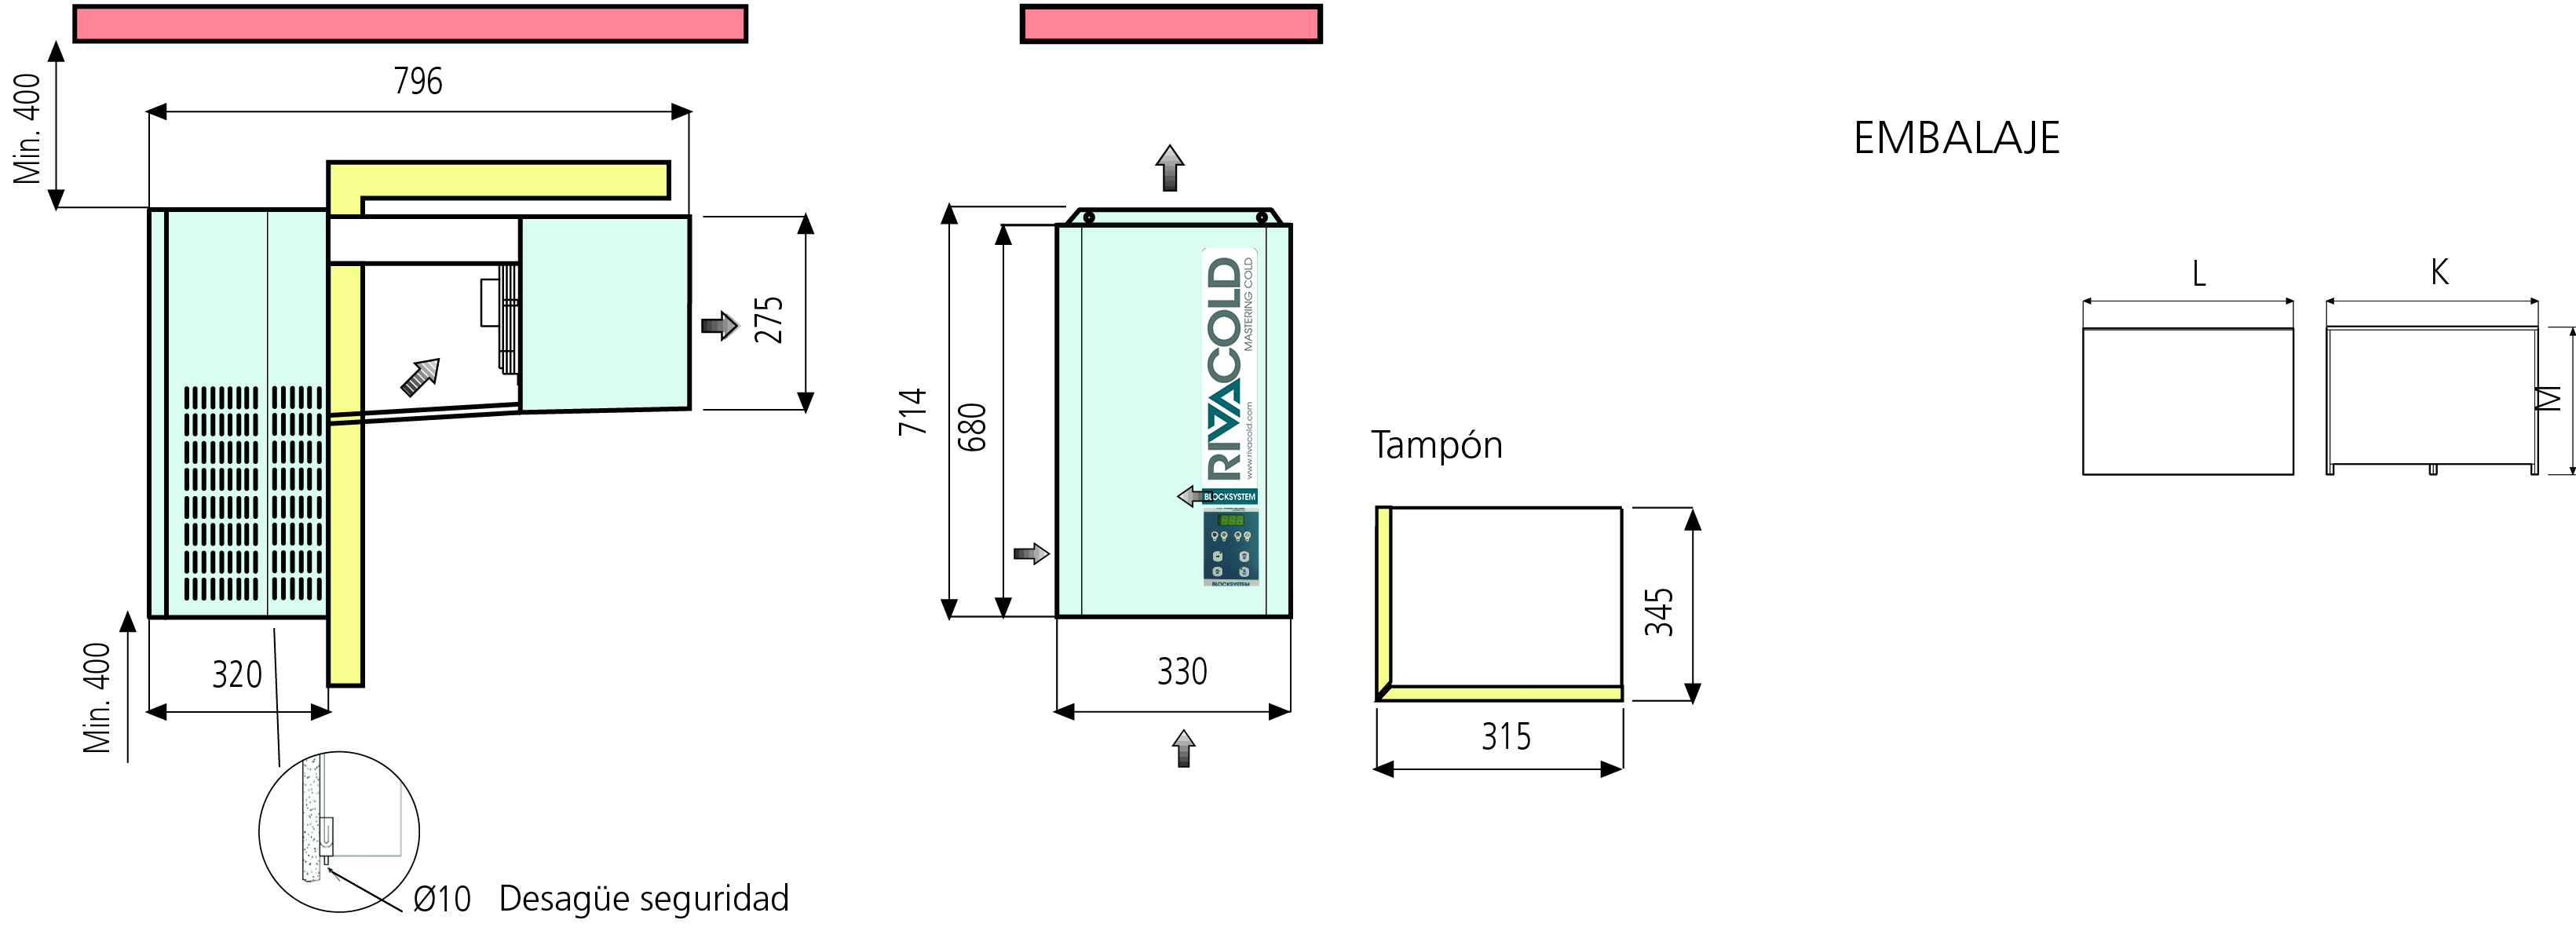 Min. 400
796
275
Min. 400
320
Ø10 Desagüe seguridad
714
680
RIVACOLD
MASTERING COLD
www.rivacold.com
BLOCKSYSTEM
BLOCKSYSTEM
330
Tampón
345
315
EMBALAJE
L
K
M